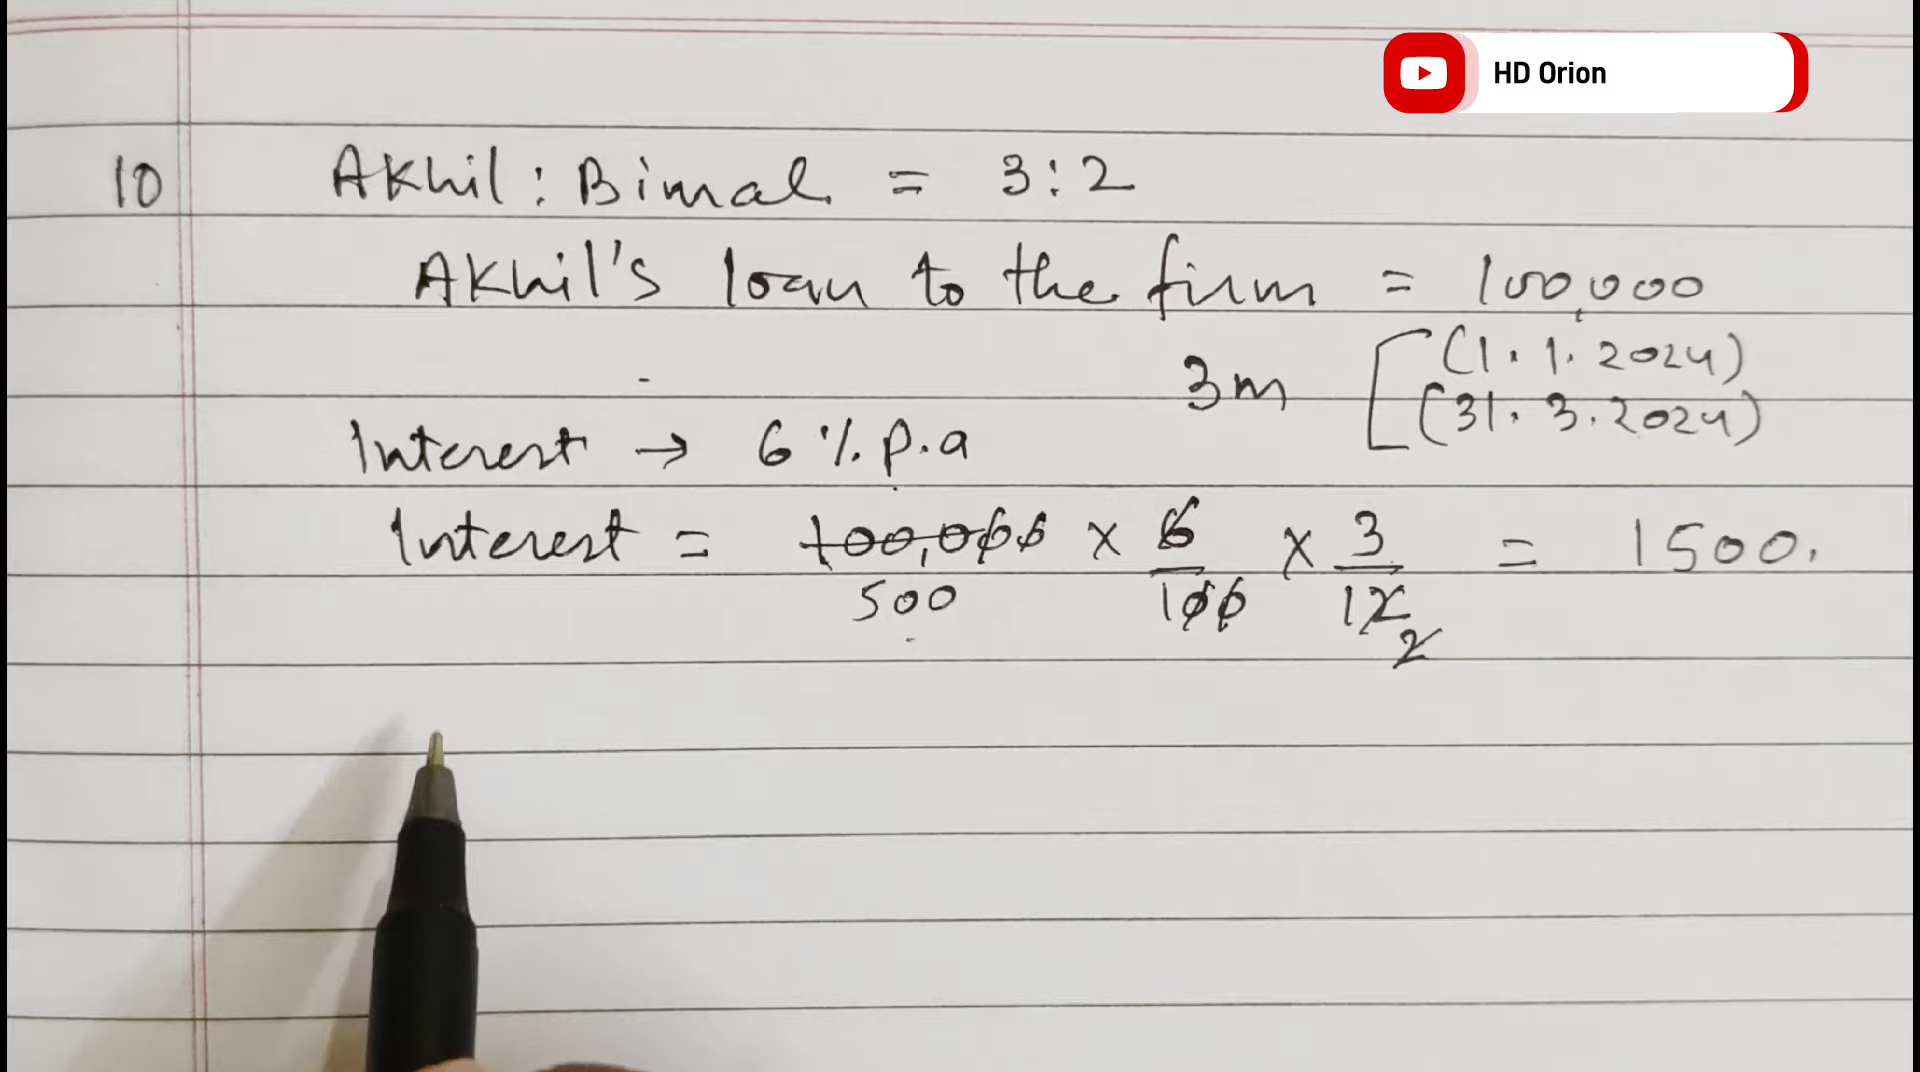 HD Orion
10 Akhil : Bimal = 3:2
Akhil's loan to the firm = 100,000
(1.1.2024)
3m
(31.3.2024)
Interest → 6 %. p.a
Interest = 100,000 × 6/100 × 3/12 = 1500.
500
2